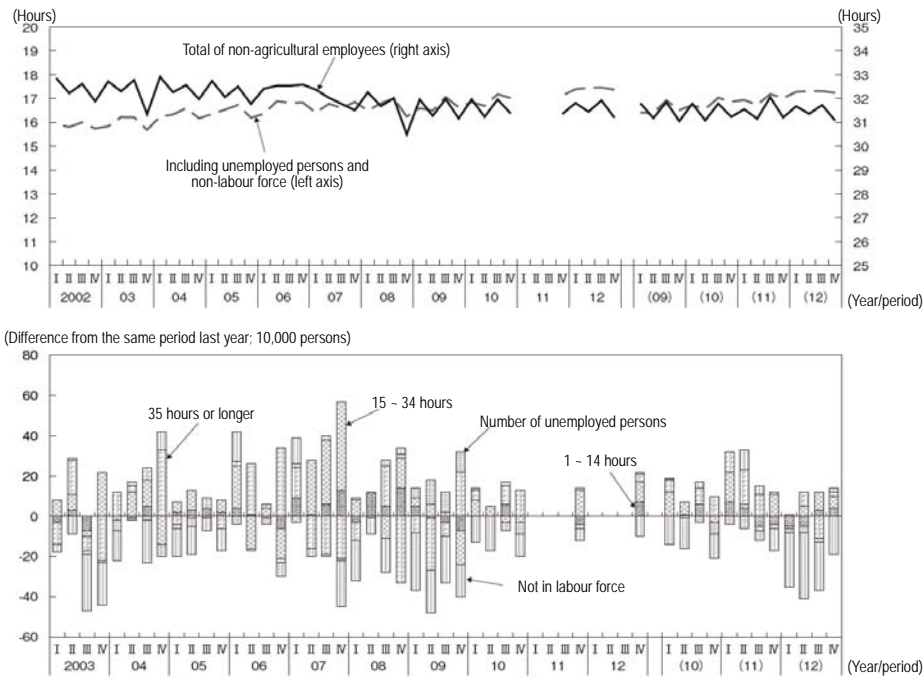 (Hours) (Hours)
20 35
19 34
18 33
17 32
16 31
15 30
14 29
13 28
12 27
11 26
10 25
Total of non-agricultural employees (right axis)
Including unemployed persons and
non-labour force (left axis)
Ⅰ Ⅱ Ⅲ Ⅳ Ⅰ Ⅱ Ⅲ Ⅳ Ⅰ Ⅱ Ⅲ Ⅳ Ⅰ Ⅱ Ⅲ Ⅳ Ⅰ Ⅱ Ⅲ Ⅳ Ⅰ Ⅱ Ⅲ Ⅳ Ⅰ Ⅱ Ⅲ Ⅳ Ⅰ Ⅱ Ⅲ Ⅳ Ⅰ Ⅱ Ⅲ Ⅳ Ⅰ Ⅱ Ⅲ Ⅳ Ⅰ Ⅱ Ⅲ Ⅳ Ⅰ Ⅱ Ⅲ Ⅳ Ⅰ Ⅱ Ⅲ Ⅳ Ⅰ Ⅱ Ⅲ Ⅳ Ⅰ Ⅱ Ⅲ Ⅳ
2002 03 04 05 06 07 08 09 10 11 12 (09) (10) (11) (12) (Year/period)
(Difference from the same period last year; 10,000 persons)
80
60
40
20
0
-20
-40
-60
35 hours or longer
15 ~ 34 hours
Number of unemployed persons
1 ~ 14 hours
Not in labour force
Ⅰ Ⅱ Ⅲ Ⅳ Ⅰ Ⅱ Ⅲ Ⅳ Ⅰ Ⅱ Ⅲ Ⅳ Ⅰ Ⅱ Ⅲ Ⅳ Ⅰ Ⅱ Ⅲ Ⅳ Ⅰ Ⅱ Ⅲ Ⅳ Ⅰ Ⅱ Ⅲ Ⅳ Ⅰ Ⅱ Ⅲ Ⅳ Ⅰ Ⅱ Ⅲ Ⅳ Ⅰ Ⅱ Ⅲ Ⅳ Ⅰ Ⅱ Ⅲ Ⅳ Ⅰ Ⅱ Ⅲ Ⅳ Ⅰ Ⅱ Ⅲ Ⅳ
2003 04 05 06 07 08 09 10 11 12 (10) (11) (12) (Year/period)